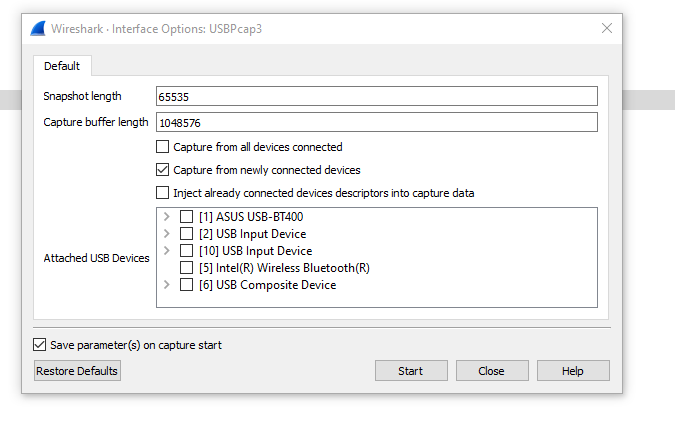 Wireshark · Interface Options: USBPcap3
Default
Snapshot length 65535
Capture buffer length 1048576
Capture from all devices connected
Capture from newly connected devices
Inject already connected devices descriptors into capture data
[1] ASUS USB-BT400
[2] USB Input Device
[10] USB Input Device
Attached USB Devices
[5] Intel(R) Wireless Bluetooth(R)
[6] USB Composite Device
Save parameter(s) on capture start
Restore Defaults Start Close Help